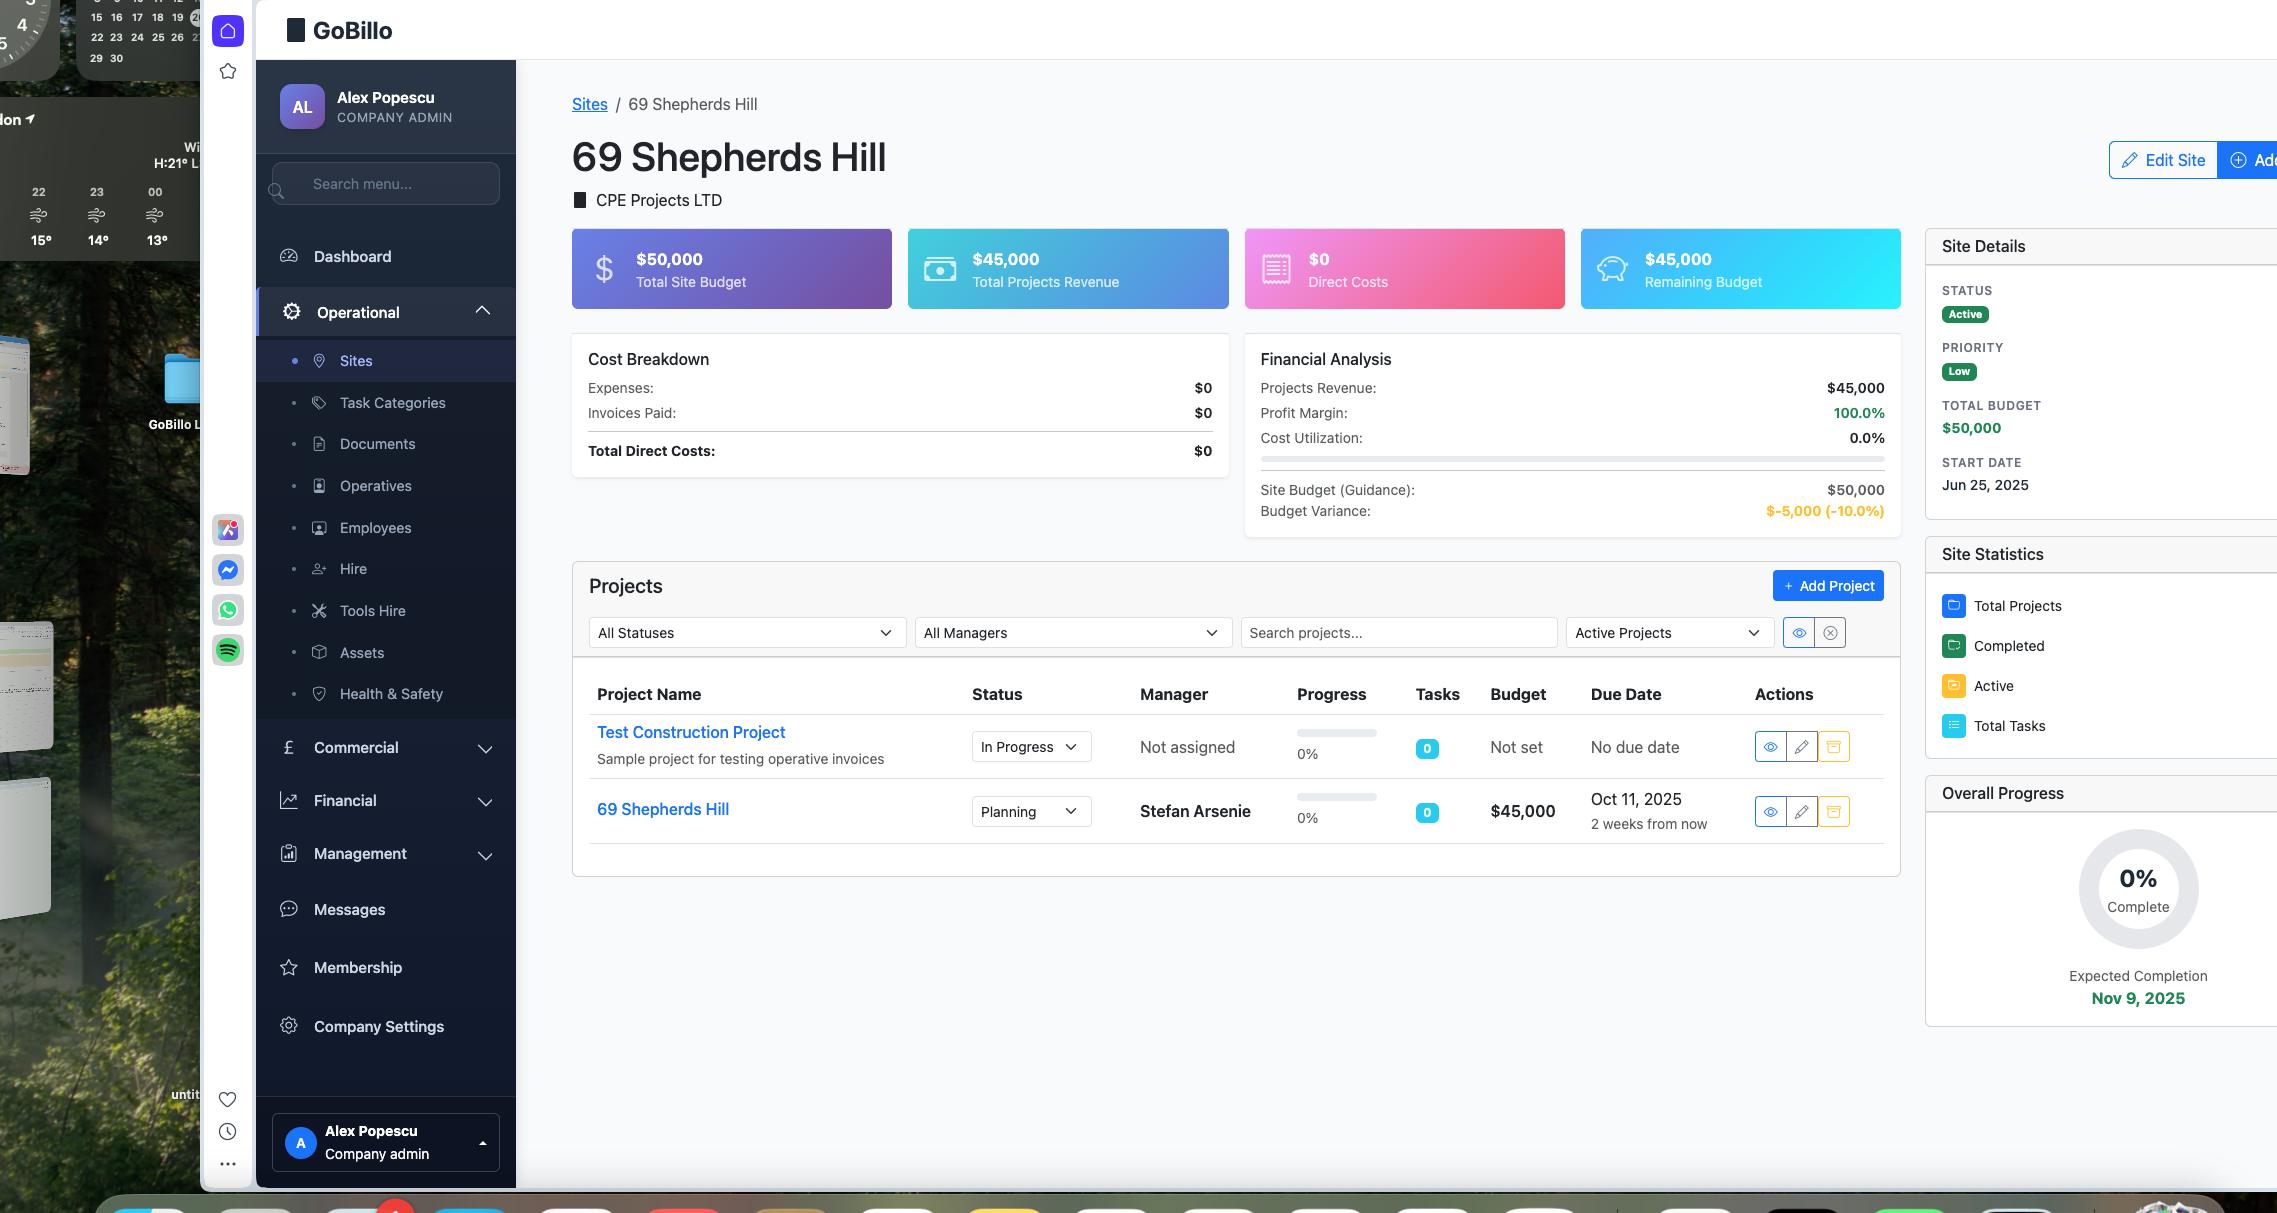 4
5
15 16 17 18 19
22 23 24 25 26
29 30
H:21°
22 23 00
15° 14° 13°
GoBillo
GoBillo
AL
Alex Popescu
COMPANY ADMIN
Search menu...
Dashboard
Operational
Sites
Task Categories
Documents
Operatives
Employees
Hire
Tools Hire
Assets
Health & Safety
£ Commercial
Financial
Management
Messages
Membership
Company Settings
A
Alex Popescu
Company admin
Sites / 69 Shepherds Hill
69 Shepherds Hill
CPE Projects LTD
Edit Site
$ $50,000
Total Site Budget
$45,000
Total Projects Revenue
$0
Direct Costs
$45,000
Remaining Budget
Cost Breakdown
Expenses: $0
Invoices Paid: $0
Total Direct Costs: $0
Financial Analysis
Projects Revenue: $45,000
Profit Margin: 100.0%
Cost Utilization: 0.0%
Site Budget (Guidance): $50,000
Budget Variance: $-5,000 (-10.0%)
Projects
+ Add Project
All Statuses All Managers Search projects... Active Projects
Project Name Status Manager Progress Tasks Budget Due Date Actions
Test Construction Project
Sample project for testing operative invoices
In Progress Not assigned 0% 0 Not set No due date
69 Shepherds Hill Planning Stefan Arsenie 0% 0 $45,000 Oct 11, 2025
2 weeks from now
Site Details
STATUS
Active
PRIORITY
Low
TOTAL BUDGET
$50,000
START DATE
Jun 25, 2025
Site Statistics
Total Projects
Completed
Active
Total Tasks
Overall Progress
0%
Complete
Expected Completion
Nov 9, 2025